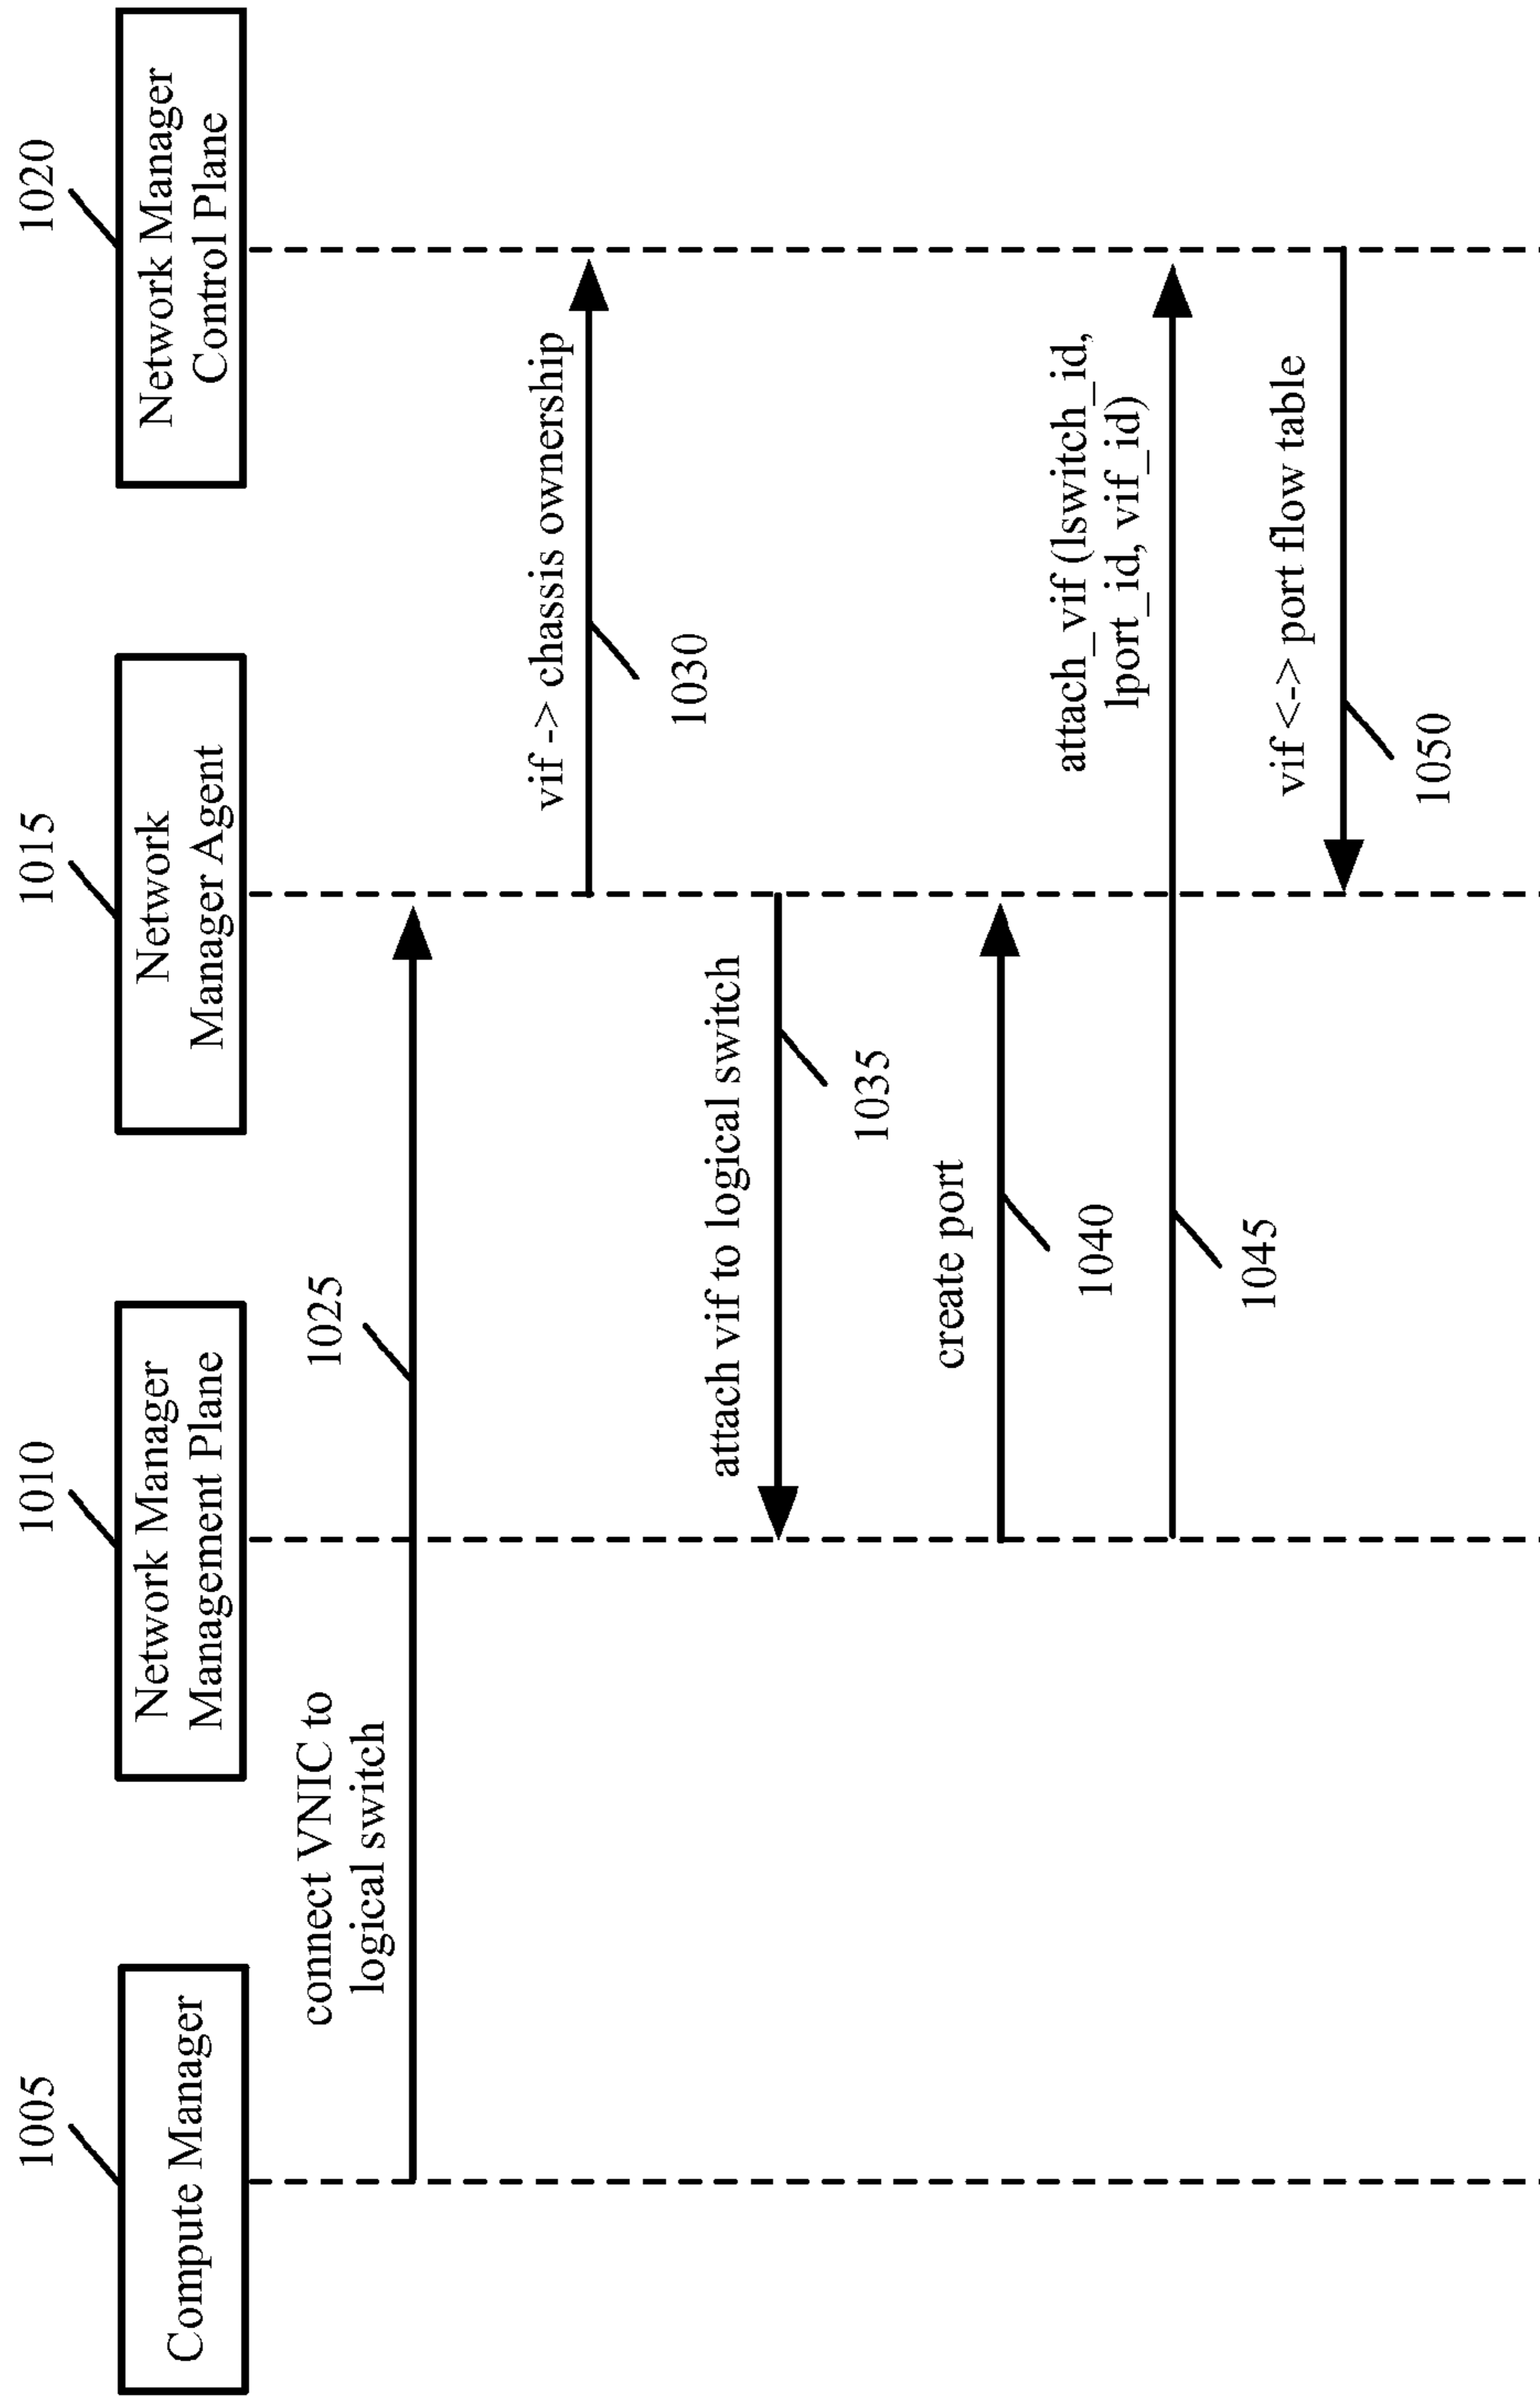 1005
1010
1015
1020
Compute Manager
Network Manager
Management Plane
Network
Manager Agent
Network Manager
Control Plane
connect VNIC to
logical switch
1025
vif -> chassis ownership
1030
attach vif to logical switch
1035
create port
1040
attach_vif (lswitch_id,
lport_id, vif_id)
1045
vif <-> port flow table
1050